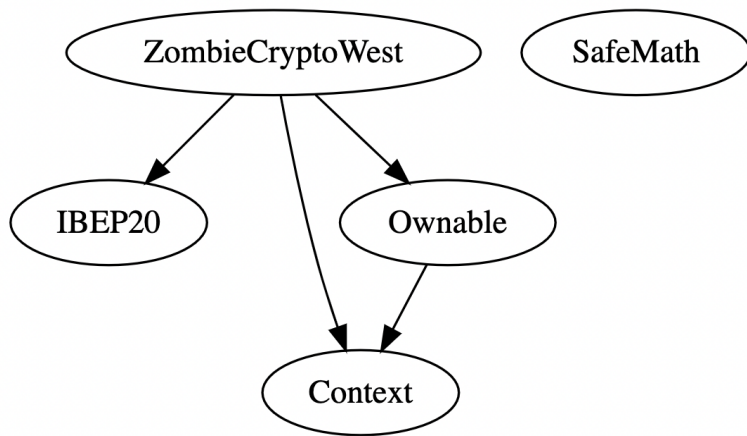 ZombieCryptoWest
SafeMath
IBEP20
Ownable
Context